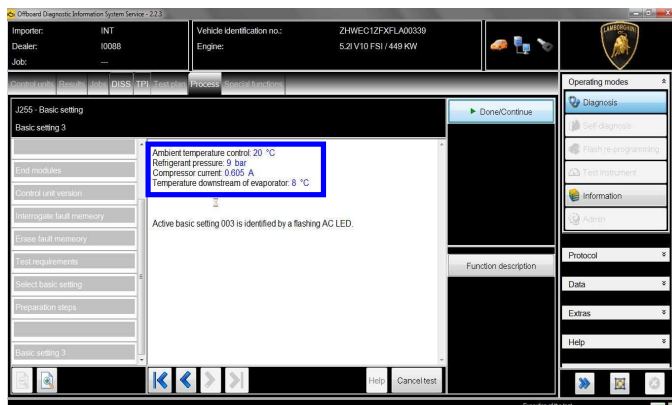 Offboard Diagnostic Information System Service - 2.2.3
Importer: INT
Dealer: I0088
Job: ---
Vehicle identification no.: ZHWEC1ZFXFLA00339
Engine: 5.2l V10 FSI / 449 KW
LAMBORGHINI
Control units Results Jobs DISS TPI Test plan Process Special functions
J255 - Basic setting
Basic setting 3
End modules
Control unit version
Interrogate fault memeory
Erase fault memeory
Test requirements
Select basic setting
Preparation steps
Basic setting 3
Ambient temperature control: 20 °C
Refrigerant pressure: 9 bar
Compressor current: 0.605 A
Temperature downstream of evaporator: 8 °C
Active basic setting 003 is identified by a flashing AC LED.
Help
Cancel test
Done/Continue
Function description
Operating modes
Diagnosis
Self-diagnosis
Flash re-programming
Test Instrument
Information
Admin
Protocol
Data
Extras
Help